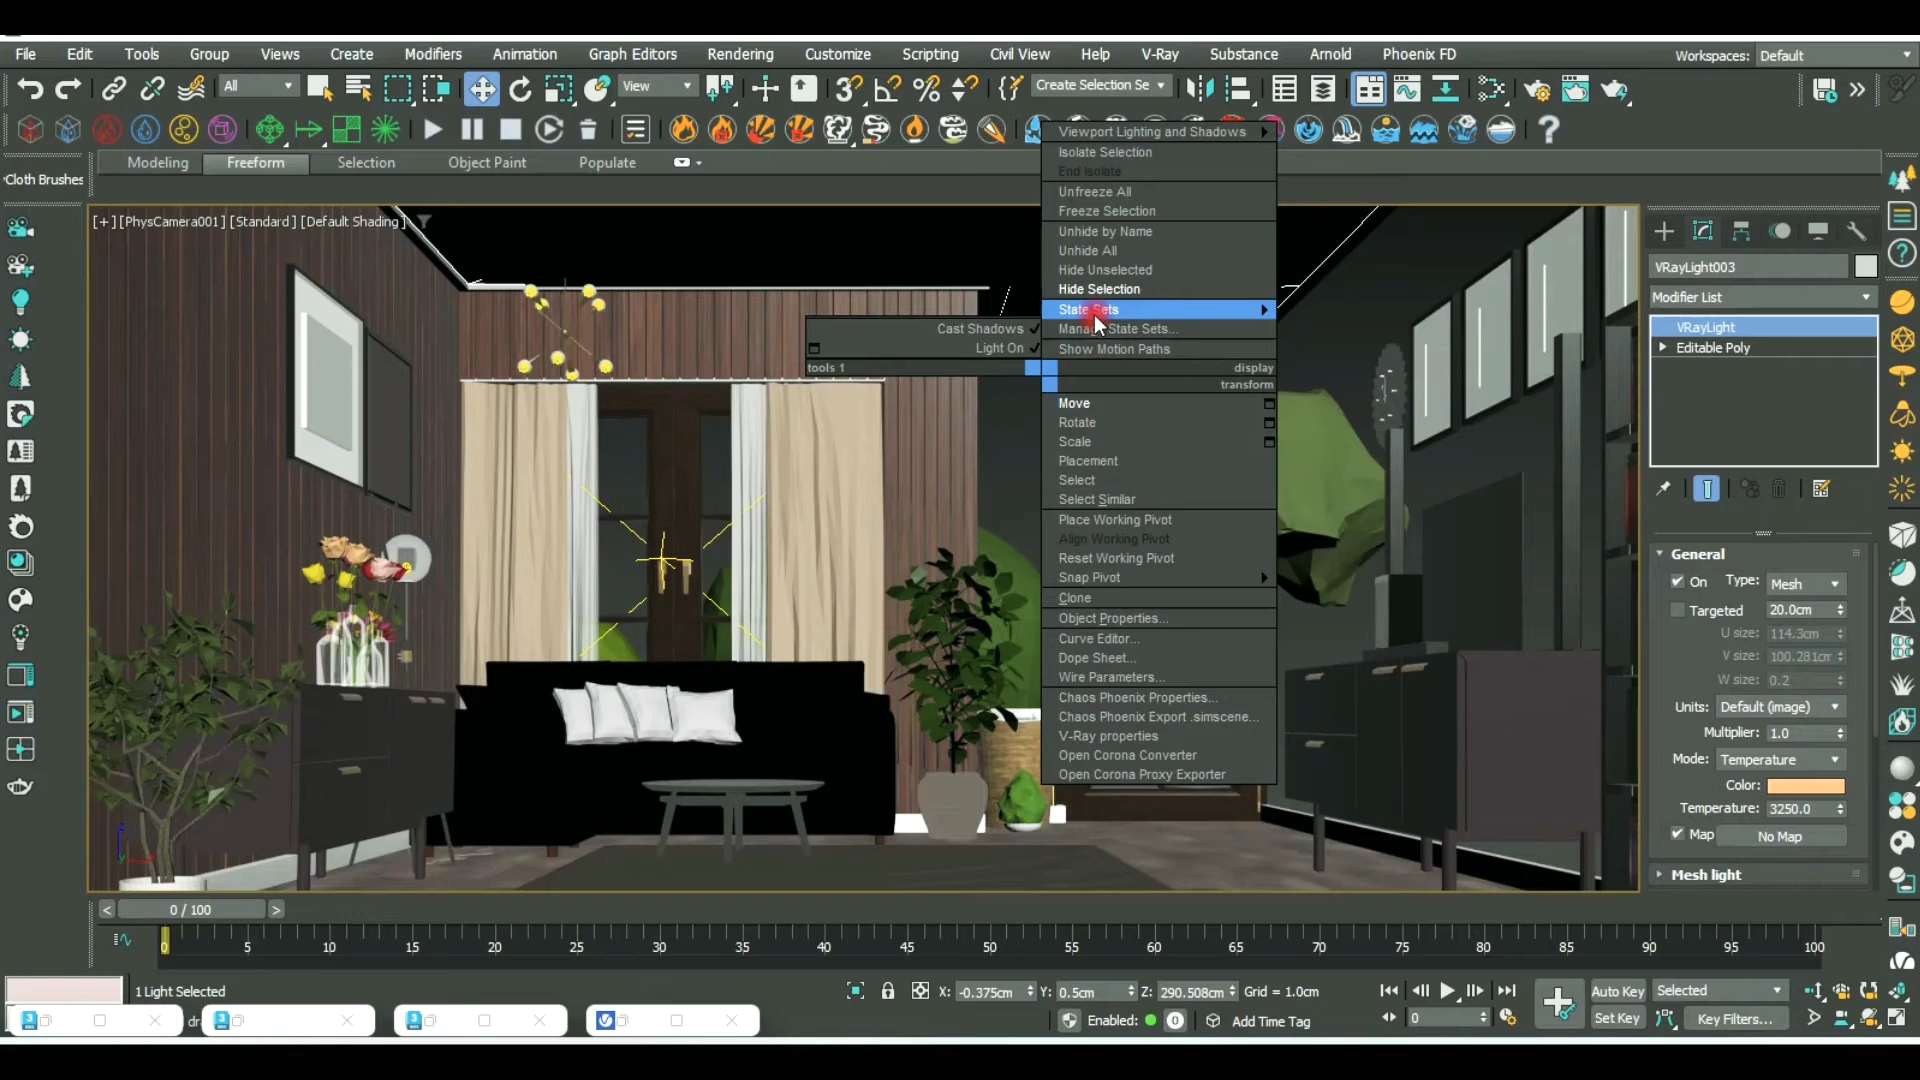 File Edit Tools Group Views Create Modifiers Animation Graph Editors Rendering Customize Scripting Civil View Help V-Ray Substance Arnold Phoenix FD Workspaces: Default
All View Create Selection Se
Modeling Freeform Selection Object Paint Populate
Cloth Brushes
[+] [PhysCamera001] [Standard] [Default Shading]
Viewport Lighting and Shadows
Isolate Selection
End Isolate
Unfreeze All
Freeze Selection
Unhide by Name
Unhide All
Hide Unselected
Hide Selection
State Sets
Manage State Sets...
Show Motion Paths
Cast Shadows
Light On
tools 1
display
transform
Move
Rotate
Scale
Placement
Select
Select Similar
Place Working Pivot
Align Working Pivot
Reset Working Pivot
Snap Pivot
Clone
Object Properties...
Curve Editor...
Dope Sheet...
Wire Parameters...
Chaos Phoenix Properties...
Chaos Phoenix Export .simscene...
V-Ray properties
Open Corona Converter
Open Corona Proxy Exporter
VRayLight003
Modifier List
VRayLight
Editable Poly
General
On Type: Mesh
Targeted 20.0cm
U size: 114.3cm
V size: 100.281cm
W size: 0.2
Units: Default (image)
Multiplier: 1.0
Mode: Temperature
Color:
Temperature: 3250.0
Map No Map
Mesh light
< 0 / 100 >
0 5 10 15 20 25 30 35 40 45 50 55 60 65 70 75 80 85 90 95 100
1 Light Selected
X: -0.375cm Y: 0.5cm Z: 290.508cm Grid = 1.0cm
Enabled: 0 Add Time Tag
Auto Key Selected
0 Set Key Key Filters...